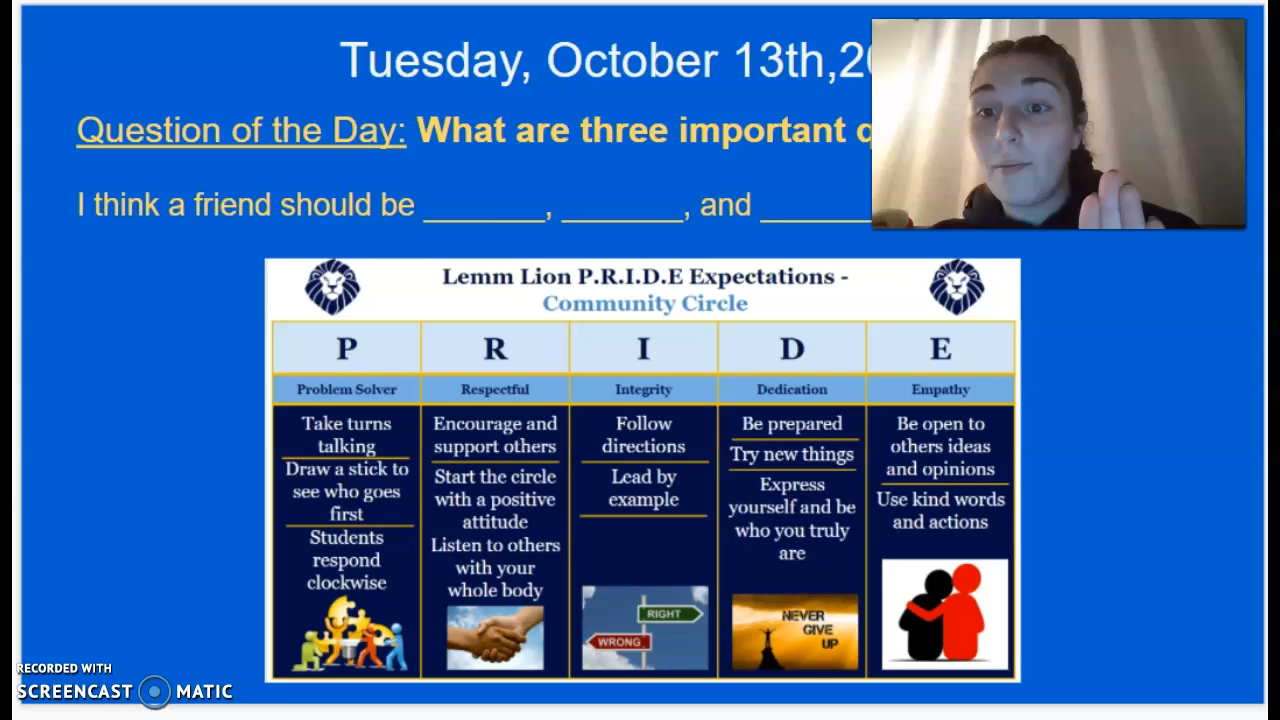 Tuesday, October 13th,20
Question of the Day: What are three important
I think a friend should be _______, _______, and _______
Lemm Lion P.R.I.D.E Expectations -
Community Circle
P R I D E
Problem Solver Respectful Integrity Dedication Empathy
Take turns
talking
Draw a stick to
see who goes
first
Students
respond
clockwise
Encourage and
support others
Start the circle
with a positive
attitude
Listen to others
with your
whole body
Follow
directions
Lead by
example
RIGHT
WRONG
Be prepared
Try new things
Express
yourself and be
who you truly
are
NEVER
GIVE
UP
Be open to
others ideas
and opinions
Use kind words
and actions
RECORDED WITH
SCREENCAST MATIC